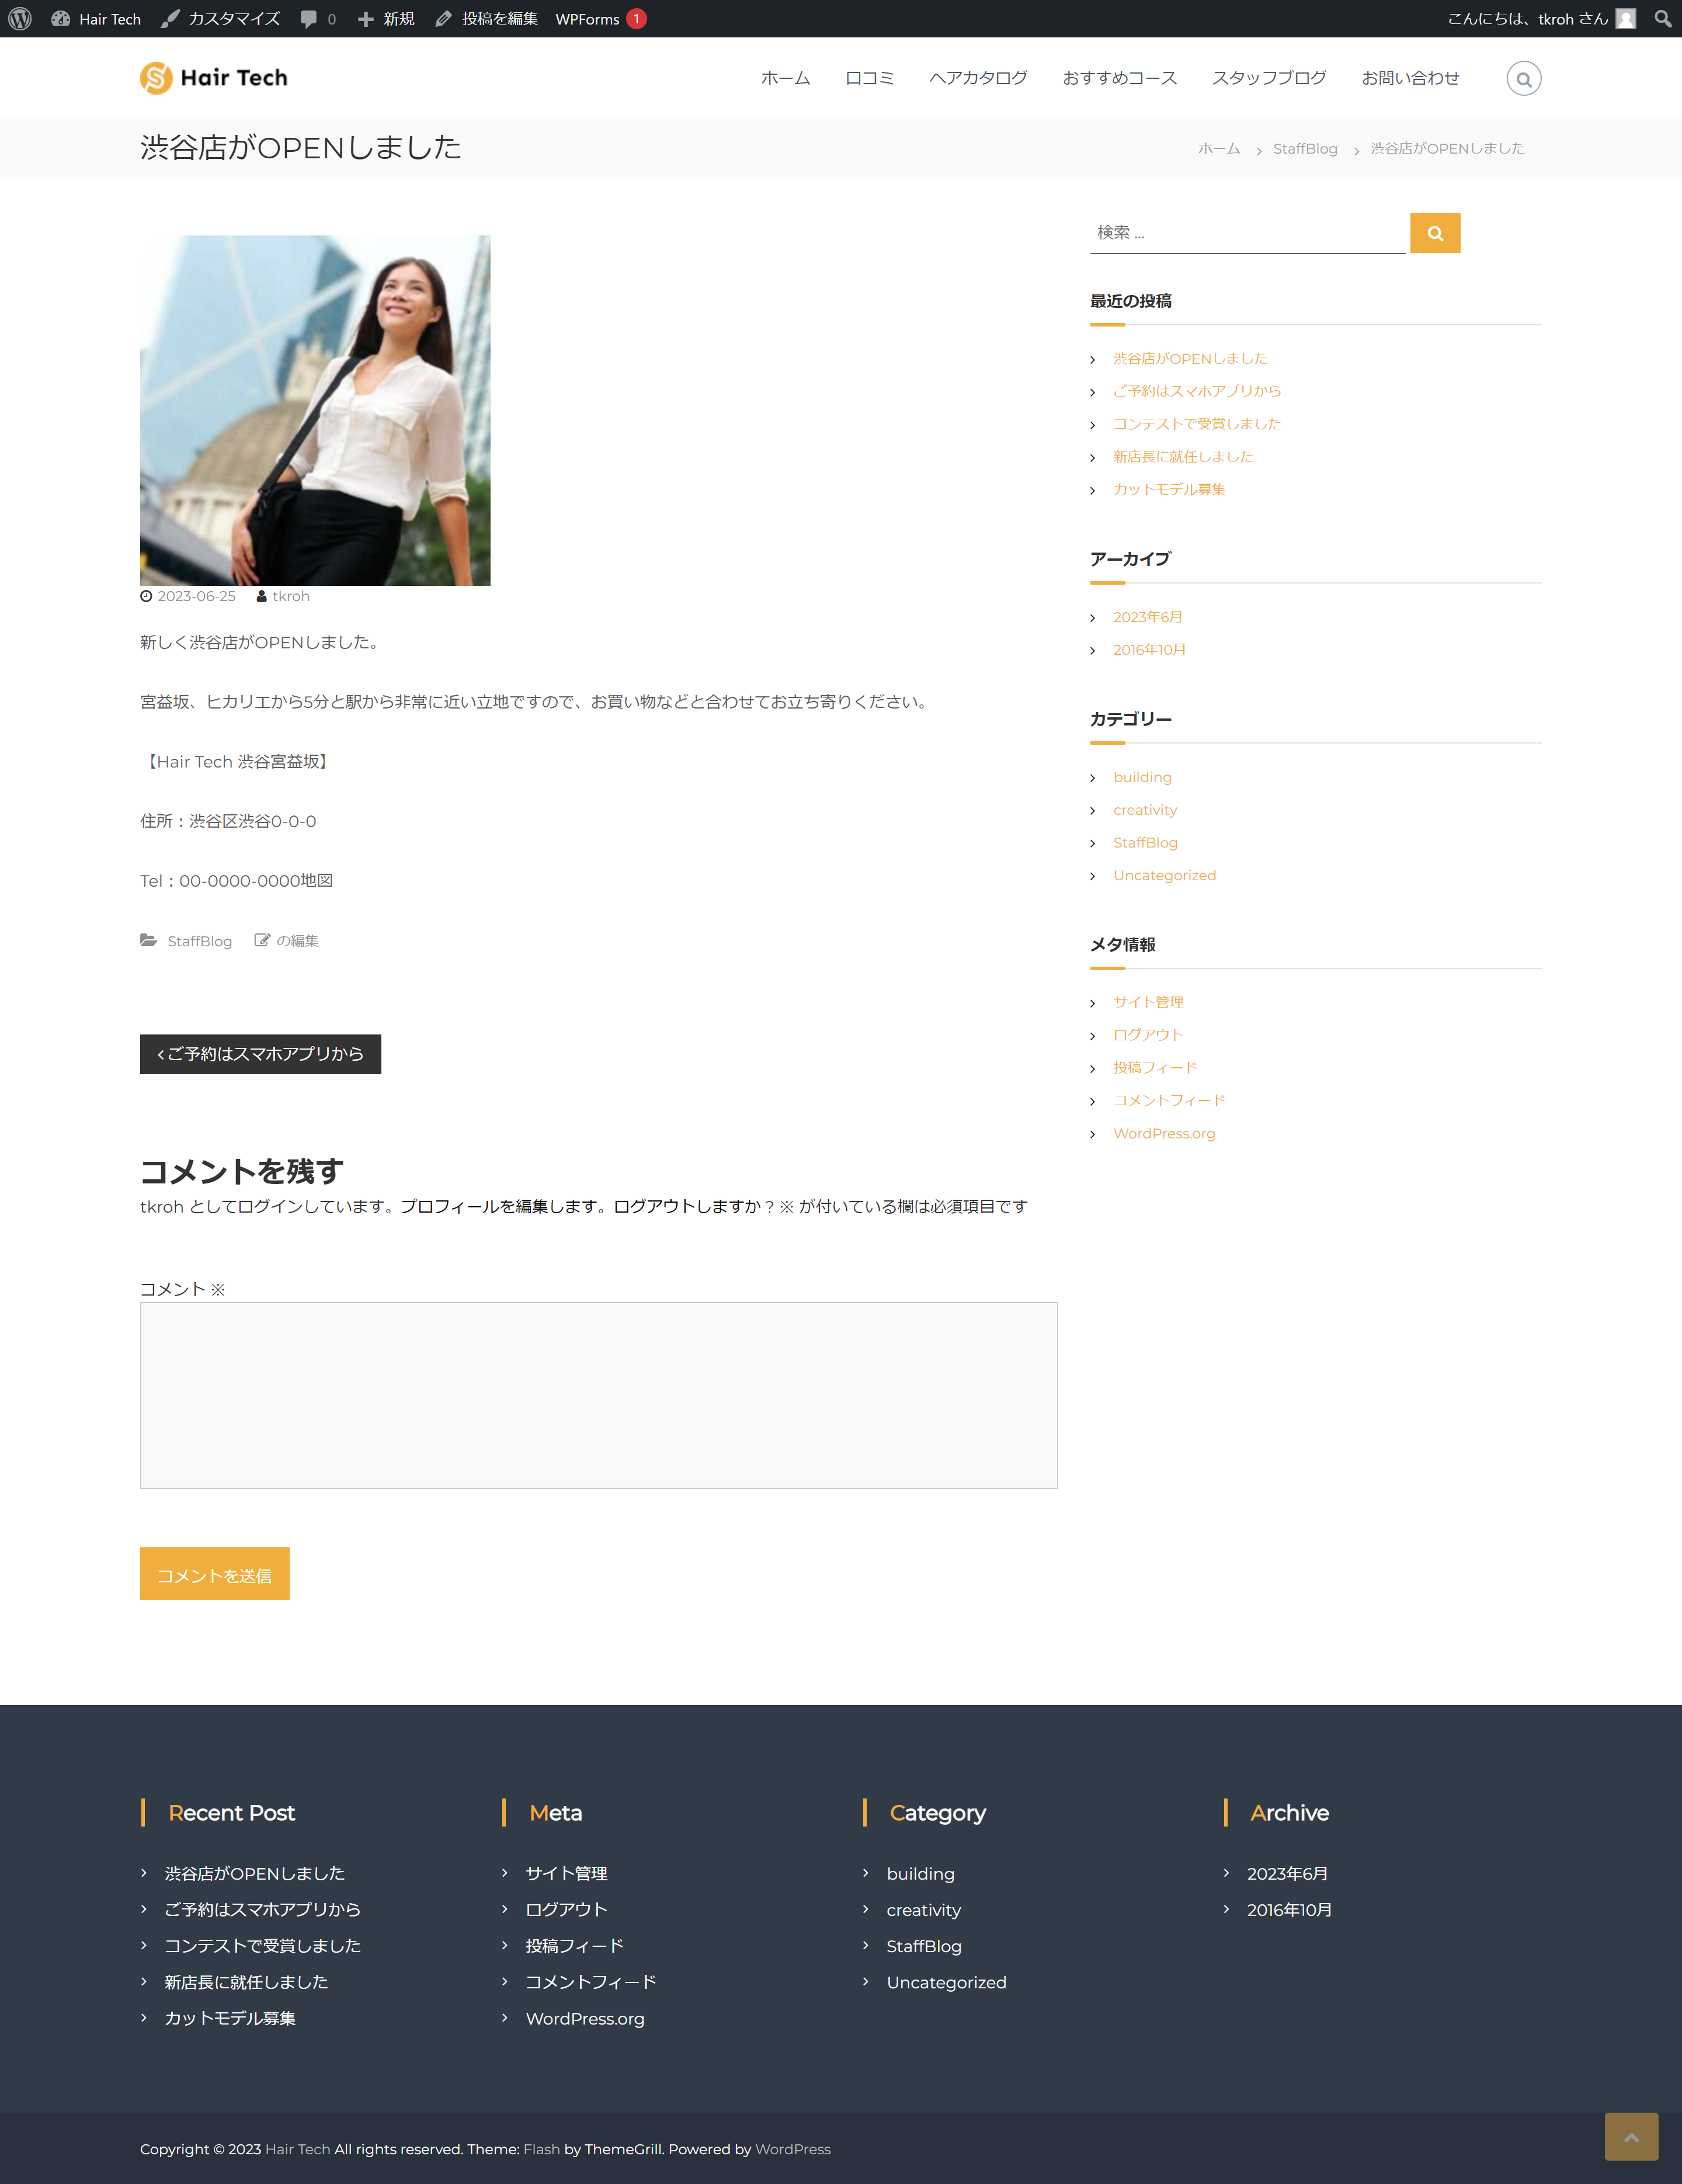 Hair Tech カスタマイズ 0 新規 投稿を編集 WPForms 1 こんにちは、tkroh さん
Hair Tech ホーム 口コミ ヘアカタログ おすすめコース スタッフブログ お問い合わせ
渋谷店がOPENしました ホーム StaffBlog 渋谷店がOPENしました
2023-06-25 tkroh
新しく渋谷店がOPENしました。
宮益坂、ヒカリエから5分と駅から非常に近い立地ですので、お買い物などと合わせてお立ち寄りください。
【Hair Tech 渋谷宮益坂】
住所：渋谷区渋谷0-0-0
Tel：00-0000-0000地図
StaffBlog の編集
ご予約はスマホアプリから
コメントを残す
tkroh としてログインしています。プロフィールを編集します。ログアウトしますか ? ※ が付いている欄は必須項目です
コメント ※
コメントを送信
検索 ...
最近の投稿
渋谷店がOPENしました
ご予約はスマホアプリから
コンテストで受賞しました
新店長に就任しました
カットモデル募集
アーカイブ
2023年6月
2016年10月
カテゴリー
building
creativity
StaffBlog
Uncategorized
メタ情報
サイト管理
ログアウト
投稿フィード
コメントフィード
WordPress.org
Recent Post
渋谷店がOPENしました
ご予約はスマホアプリから
コンテストで受賞しました
新店長に就任しました
カットモデル募集
Meta
サイト管理
ログアウト
投稿フィード
コメントフィード
WordPress.org
Category
building
creativity
StaffBlog
Uncategorized
Archive
2023年6月
2016年10月
Copyright © 2023 Hair Tech All rights reserved. Theme: Flash by ThemeGrill. Powered by WordPress